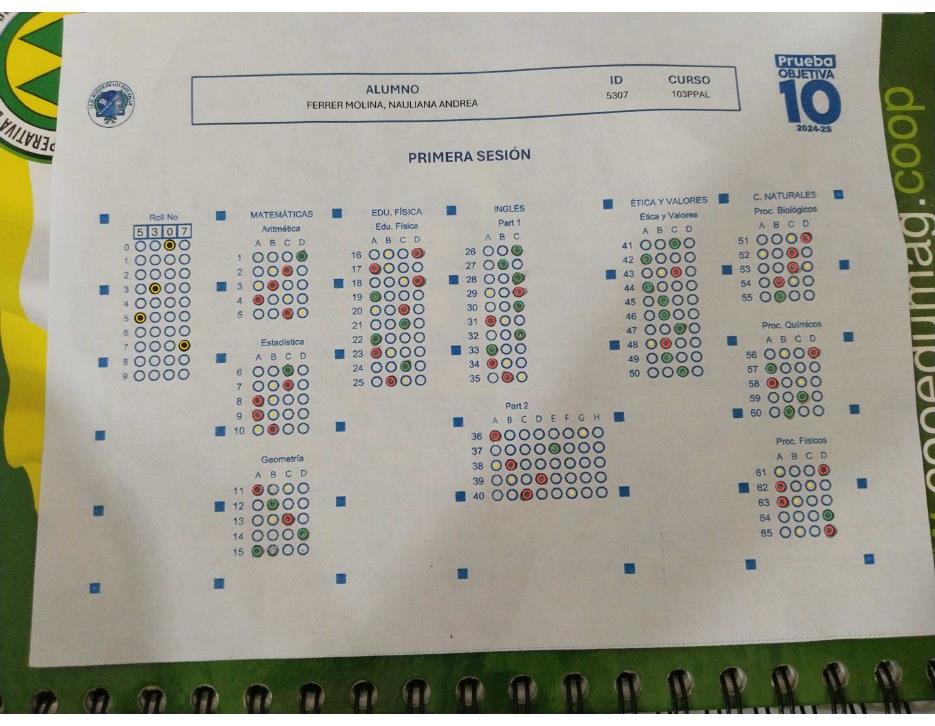 Prueba
OBJETIVA
10
2024-2S
ALUMNO
FERRER MOLINA, NAULIANA ANDREA
ID
5307
CURSO
103PPAL
PRIMERA SESIÓN
Roll No
5 3 0 7
0
1
2
3
4
5
6
7
8
9
MATEMÁTICAS
Aritmética
A B C D
1
2
3
4
5
Estadística
A B C D
6
7
8
9
10
Geometría
A B C D
11
12
13
14
15
EDU. FÍSICA
Edu. Física
A B C D
16
17
18
19
20
21
22
23
24
25
INGLÉS
Part 1
A B C
26
27
28
29
30
31
32
33
34
35
Part 2
A B C D E F G H
36
37
38
39
40
ÉTICA Y VALORES
Ética y Valores
A B C D
41
42
43
44
45
46
47
48
49
50
C. NATURALES
Proc. Biológicos
A B C D
51
52
53
54
55
Proc. Químicos
A B C D
56
57
58
59
60
Proc. Físicos
A B C D
61
62
63
64
65